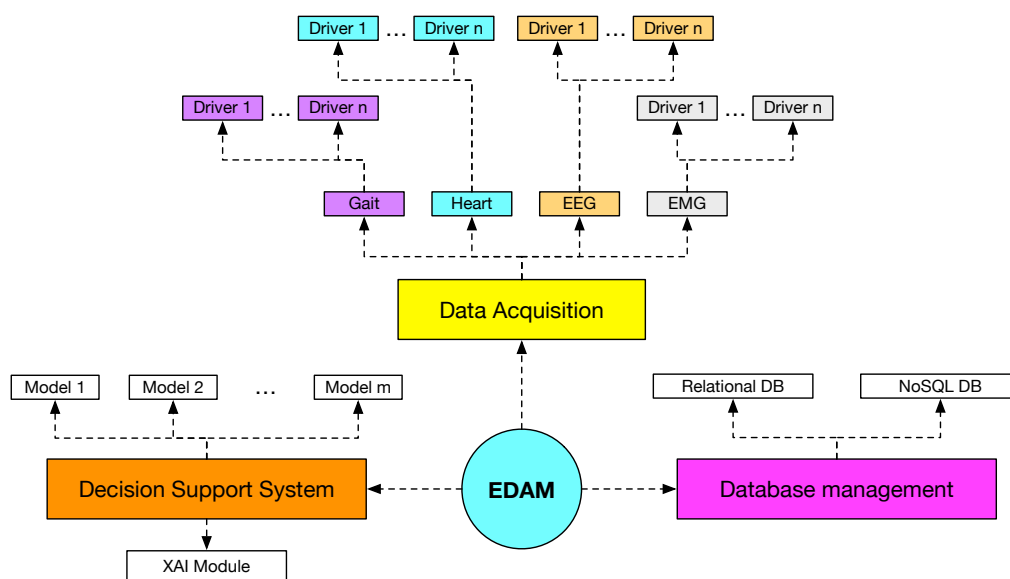 Driver 1 ... Driver n Driver 1 ... Driver n
Driver 1 ... Driver n Driver 1 ... Driver n
Gait Heart EEG EMG
Data Acquisition
Model 1 Model 2 ... Model m Relational DB NoSQL DB
Decision Support System EDAM Database management
XAI Module